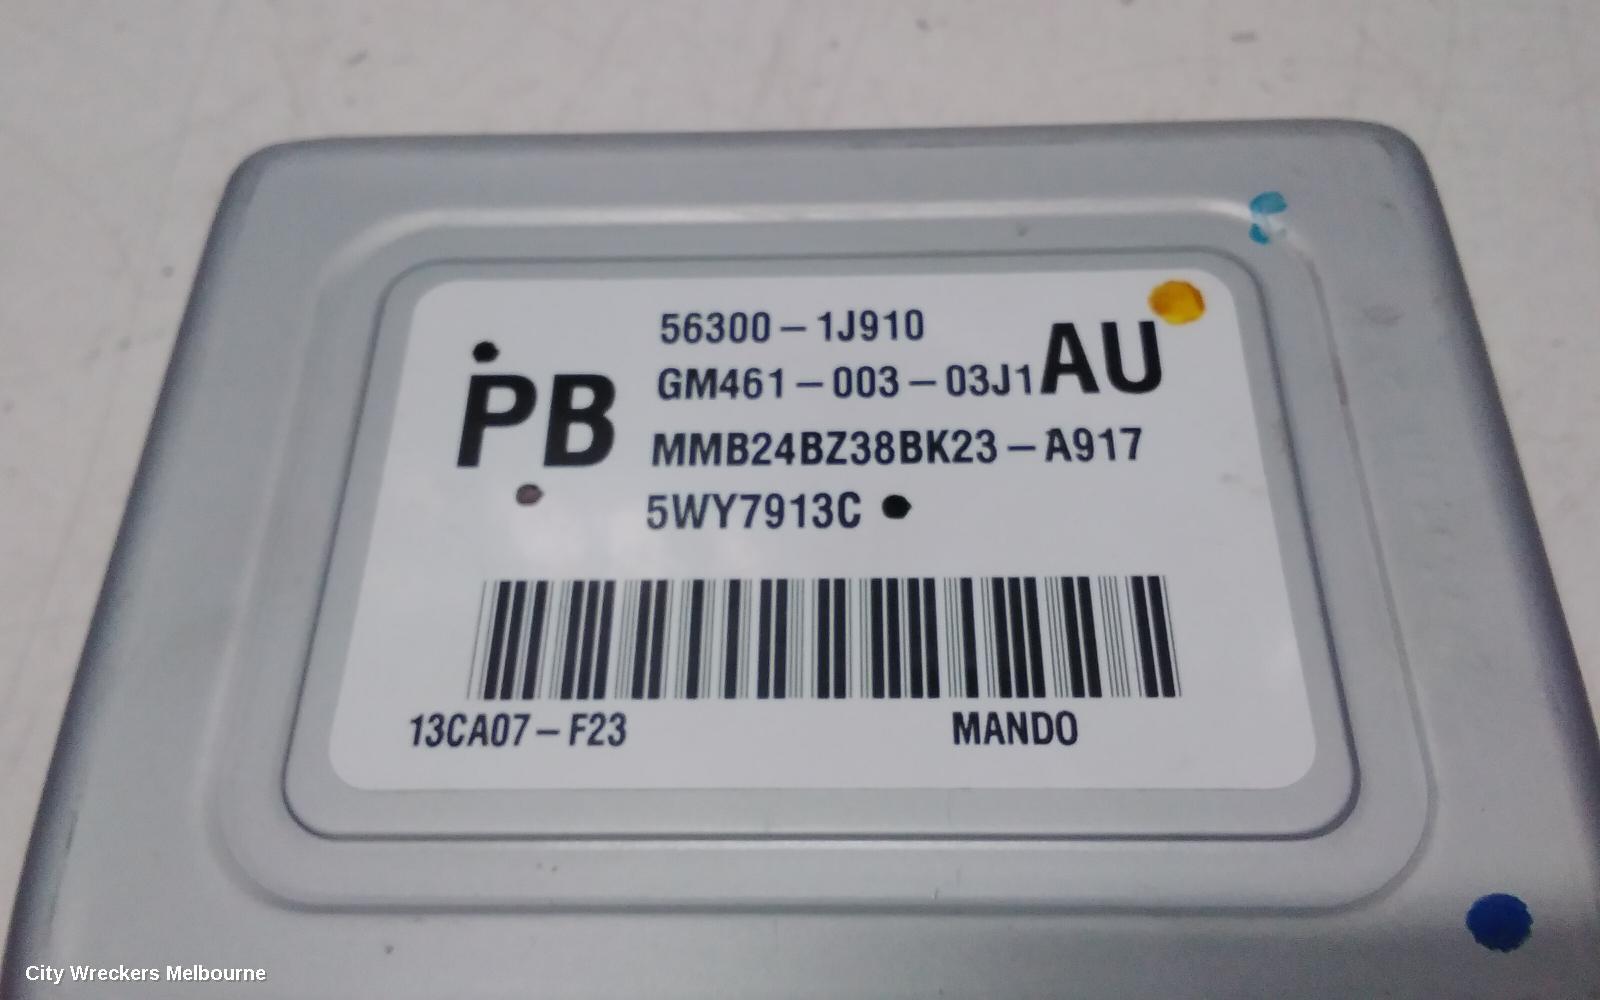 56300-1J910
PB
AU
GM461-003-03J1
MMB24BZ38BK23-A917
5WY7913C
13CA07-F23
MANDO
City Wreckers Melbourne